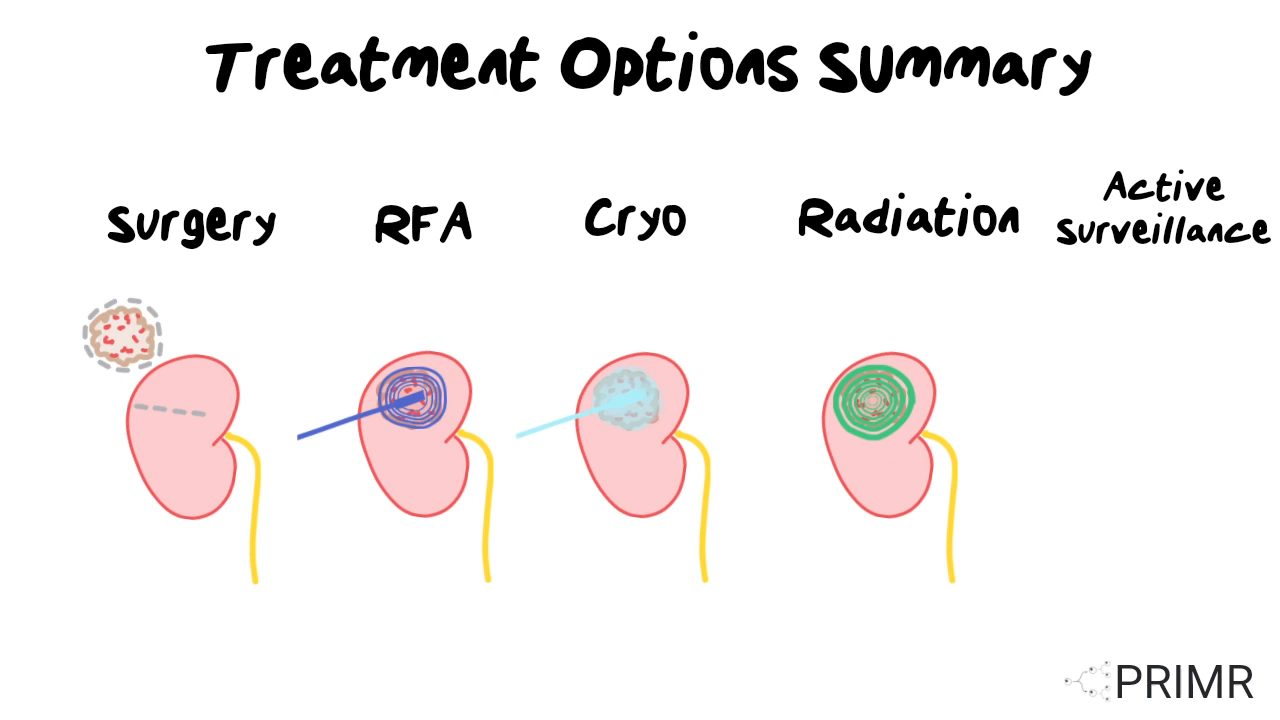 Treatment Options Summary
Surgery
RFA
Cryo
Radiation
Active
Surveillance
PRIMR